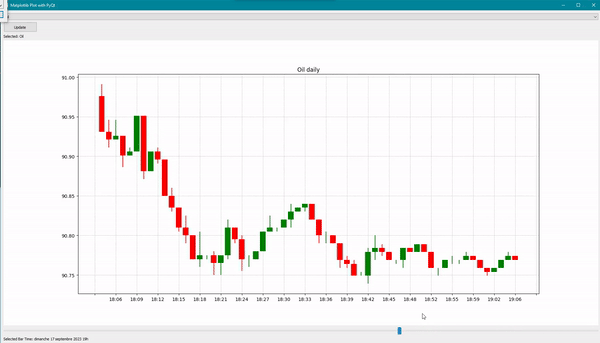 Matplotlib Plot with PyQt
Update
Selected: Oil
Oil daily
91.00
90.95
90.90
90.85
90.80
90.75
18:06 18:09 18:12 18:15 18:18 18:21 18:24 18:27 18:30 18:33 18:36 18:39 18:42 18:45 18:48 18:52 18:55 18:59 19:02 19:06
Selected Bar Time: dimanche 17 septembre 2023